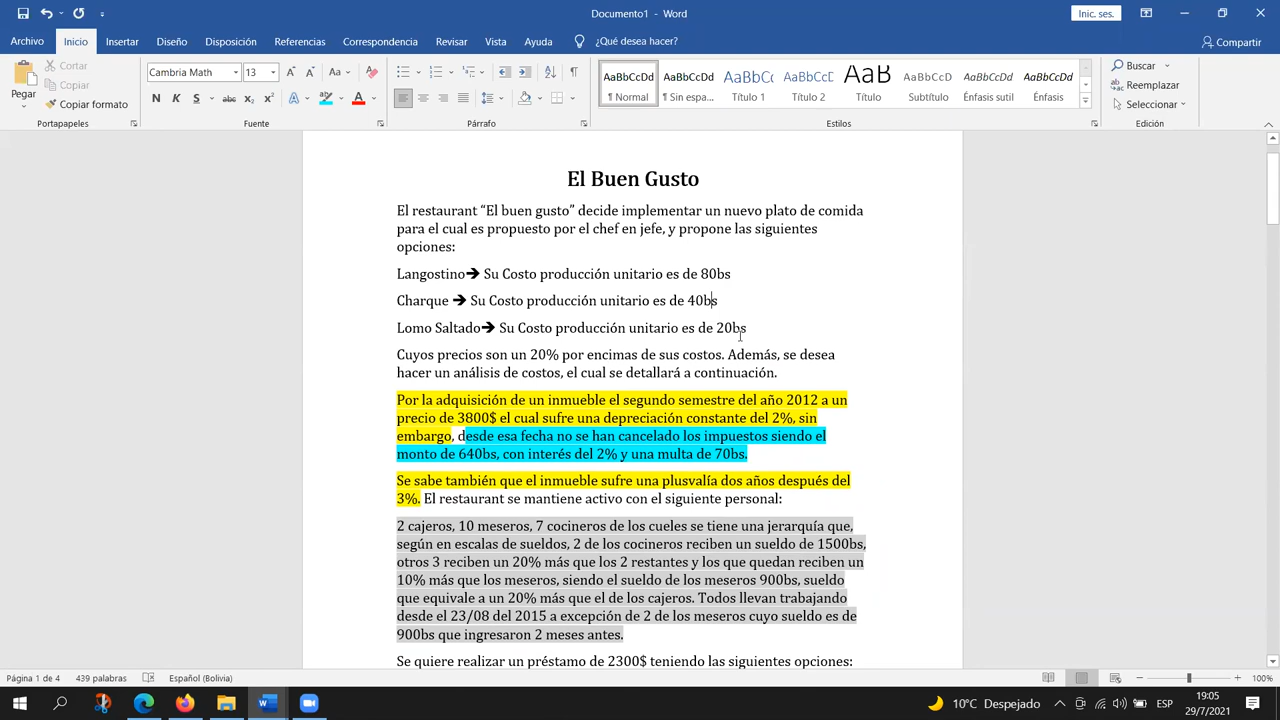 Documento1 - Word
Inic. ses.
Archivo Inicio Insertar Diseño Disposición Referencias Correspondencia Revisar Vista Ayuda ¿Qué desea hacer? Compartir
Pegar
Cortar
Copiar
Copiar formato
Cambria Math 13
Aa
N K S abc x₂ x² A A
AaBbCcDd AaBbCcDd AaBbCc AaBbCcD AaB AaBbCcDd AaBbCcDd AaBbCcDd
¶ Normal ¶ Sin espa... Título 1 Título 2 Título Subtítulo Énfasis sutil Énfasis
Buscar
Reemplazar
Seleccionar
Portapapeles Fuente Párrafo Estilos Edición
El Buen Gusto
El restaurant “El buen gusto” decide implementar un nuevo plato de comida
para el cual es propuesto por el chef en jefe, y propone las siguientes
opciones:
Langostino➔ Su Costo producción unitario es de 80bs
Charque ➔ Su Costo producción unitario es de 40bs
Lomo Saltado➔ Su Costo producción unitario es de 20bs
Cuyos precios son un 20% por encimas de sus costos. Además, se desea
hacer un análisis de costos, el cual se detallará a continuación.
Por la adquisición de un inmueble el segundo semestre del año 2012 a un
precio de 3800$ el cual sufre una depreciación constante del 2%, sin
embargo, desde esa fecha no se han cancelado los impuestos siendo el
monto de 640bs, con interés del 2% y una multa de 70bs.
Se sabe también que el inmueble sufre una plusvalía dos años después del
3%. El restaurant se mantiene activo con el siguiente personal:
2 cajeros, 10 meseros, 7 cocineros de los cueles se tiene una jerarquía que,
según en escalas de sueldos, 2 de los cocineros reciben un sueldo de 1500bs,
otros 3 reciben un 20% más que los 2 restantes y los que quedan reciben un
10% más que los meseros, siendo el sueldo de los meseros 900bs, sueldo
que equivale a un 20% más que el de los cajeros. Todos llevan trabajando
desde el 23/08 del 2015 a excepción de 2 de los meseros cuyo sueldo es de
900bs que ingresaron 2 meses antes.
Se quiere realizar un préstamo de 2300$ teniendo las siguientes opciones:
Página 1 de 4 439 palabras Español (Bolivia) 100%
10°C Despejado ESP 19:05
29/7/2021